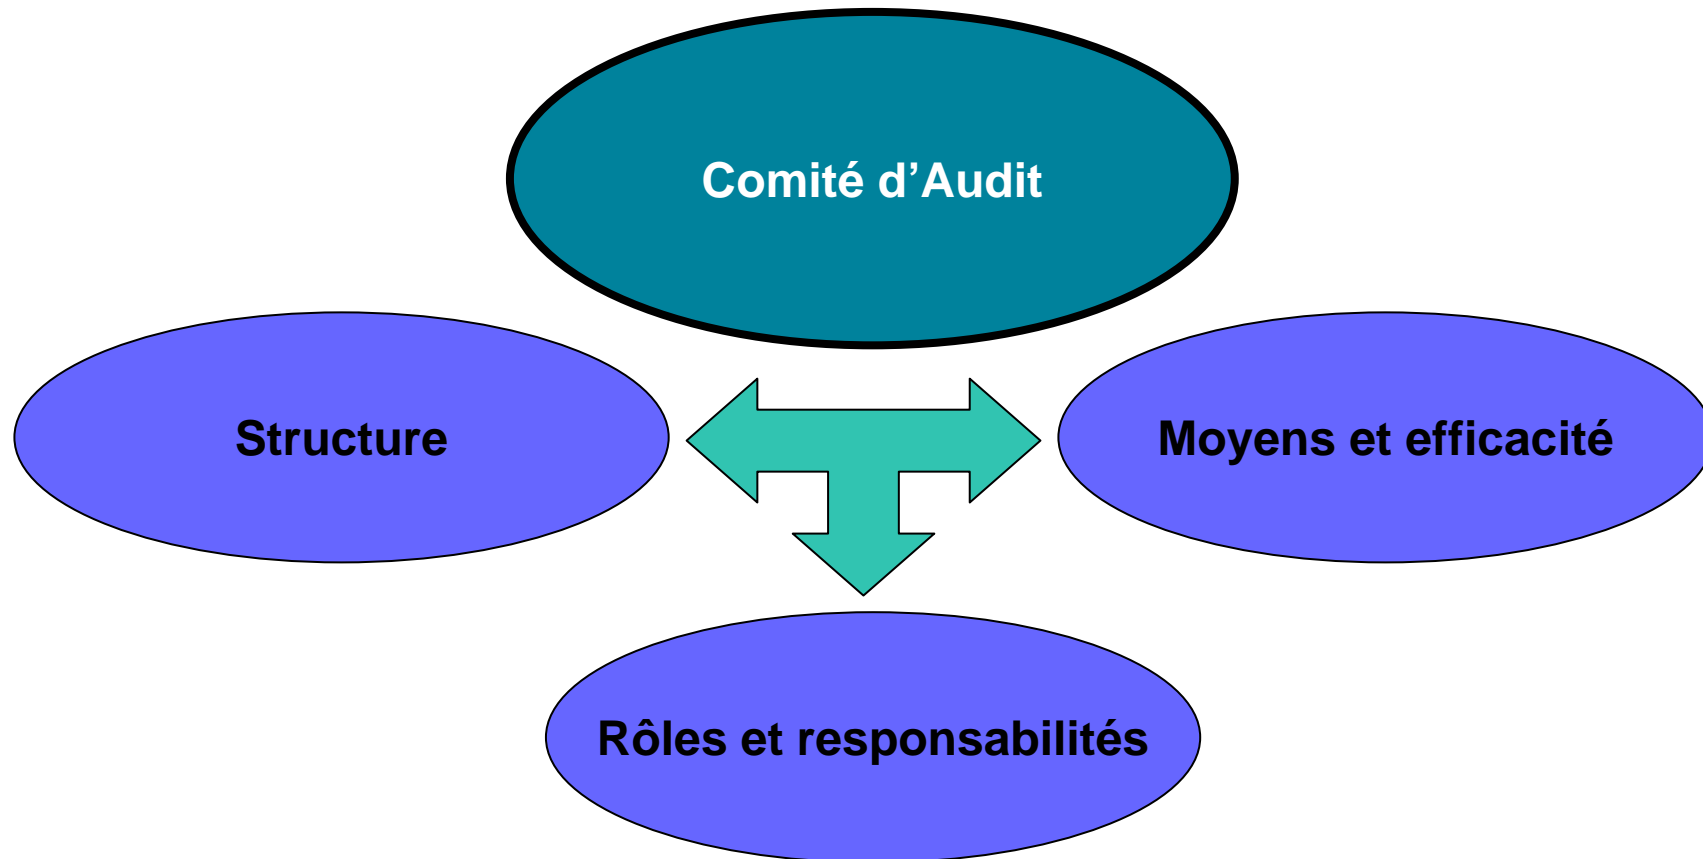 Comité d’Audit
Structure
Moyens et efficacité
Rôles et responsabilités